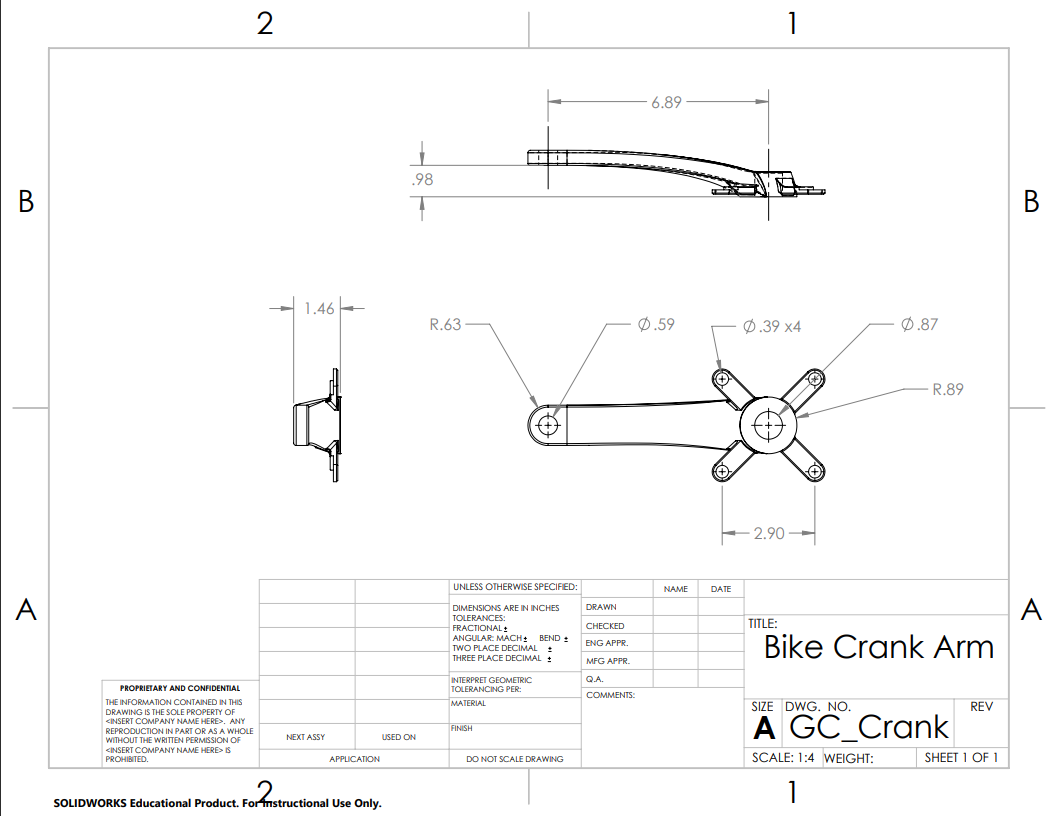 2
1
6.89
.98
B
B
1.46
R.63
Ø.59
Ø.39 x4
Ø.87
R.89
2.90
A
A
UNLESS OTHERWISE SPECIFIED:
DIMENSIONS ARE IN INCHES
TOLERANCES:
FRACTIONAL±
ANGULAR: MACH± BEND ±
TWO PLACE DECIMAL ±
THREE PLACE DECIMAL ±
INTERPRET GEOMETRIC
TOLERANCING PER:
MATERIAL
FINISH
DO NOT SCALE DRAWING
NAME DATE
DRAWN
CHECKED
ENG APPR.
MFG APPR.
Q.A.
COMMENTS:
TITLE:
Bike Crank Arm
SIZE DWG. NO. REV
A GC_Crank
SCALE: 1:4 WEIGHT: SHEET 1 OF 1
PROPRIETARY AND CONFIDENTIAL
THE INFORMATION CONTAINED IN THIS
DRAWING IS THE SOLE PROPERTY OF
<INSERT COMPANY NAME HERE>. ANY
REPRODUCTION IN PART OR AS A WHOLE
WITHOUT THE WRITTEN PERMISSION OF
<INSERT COMPANY NAME HERE> IS
PROHIBITED.
NEXT ASSY USED ON
APPLICATION
2
1
SOLIDWORKS Educational Product. For Instructional Use Only.